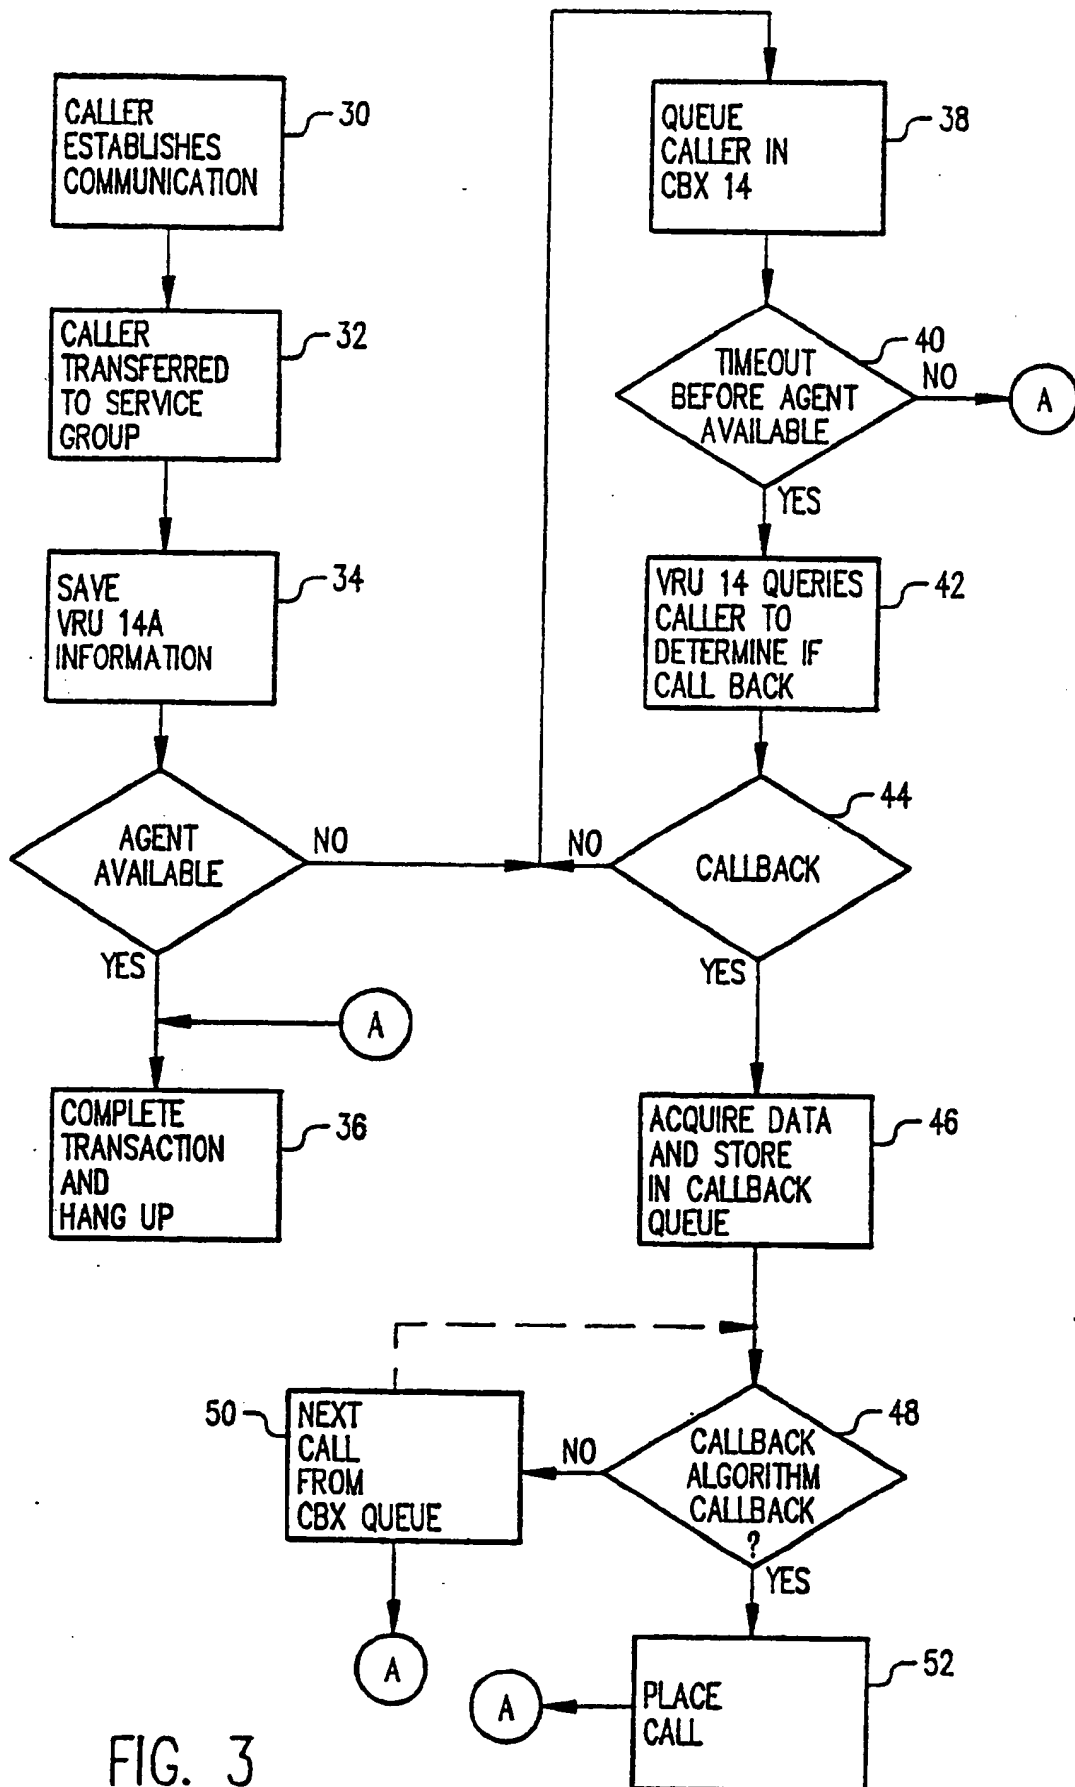 CALLER
ESTABLISHES
COMMUNICATION
30
CALLER
TRANSFERRED
TO SERVICE
GROUP
32
SAVE
VRU 14A
INFORMATION
34
AGENT
AVAILABLE
NO
YES
A
COMPLETE
TRANSACTION
AND
HANG UP
36
QUEUE
CALLER IN
CBX 14
38
TIMEOUT
BEFORE AGENT
AVAILABLE
40
NO
A
YES
VRU 14 QUERIES
CALLER TO
DETERMINE IF
CALL BACK
42
CALLBACK
44
NO
YES
ACQUIRE DATA
AND STORE
IN CALLBACK
QUEUE
46
CALLBACK
ALGORITHM
CALLBACK
?
48
NO
YES
NEXT
CALL
FROM
CBX QUEUE
50
A
PLACE
CALL
52
A
FIG. 3